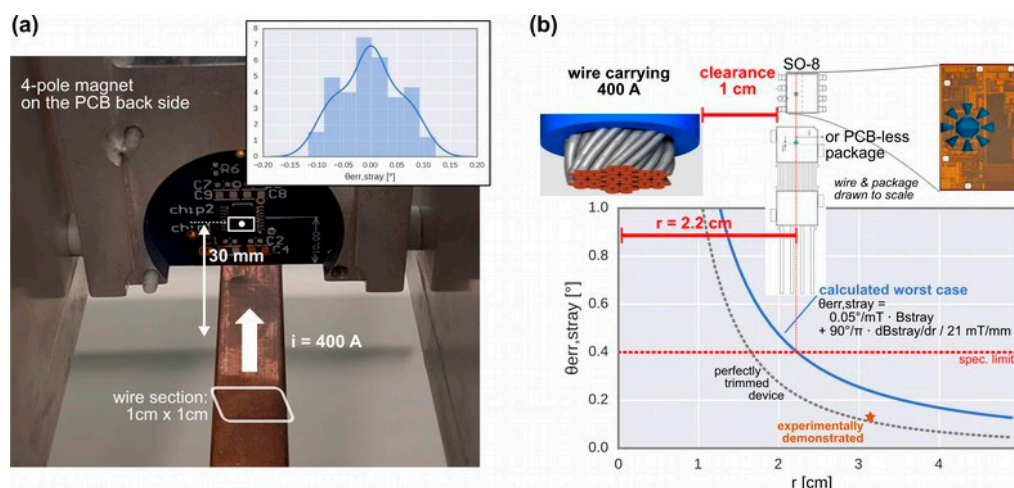 (a)
4-pole magnet
on the PCB back side
8
7
6
5
4
3
2
1
0
−0.20 −0.15 −0.10 −0.05 0.00 0.05 0.10 0.15 0.20
θerr,stray [°]
R6
C7
C9 C8
chip2
C2
C4
30 mm
i = 400 A
wire section:
1cm x 1cm
(b)
wire carrying
400 A
clearance
1 cm
SO-8
or PCB-less
package
wire & package
drawn to scale
r = 2.2 cm
calculated worst case
θerr,stray =
0.05°/mT · Bstray
+ 90°/π · dBstray/dr / 21 mT/mm
spec. limit
perfectly
trimmed
device
experimentally
demonstrated
1.0
0.8
0.6
0.4
0.2
0.0
θerr,stray [°]
0 1 2 3 4
r [cm]